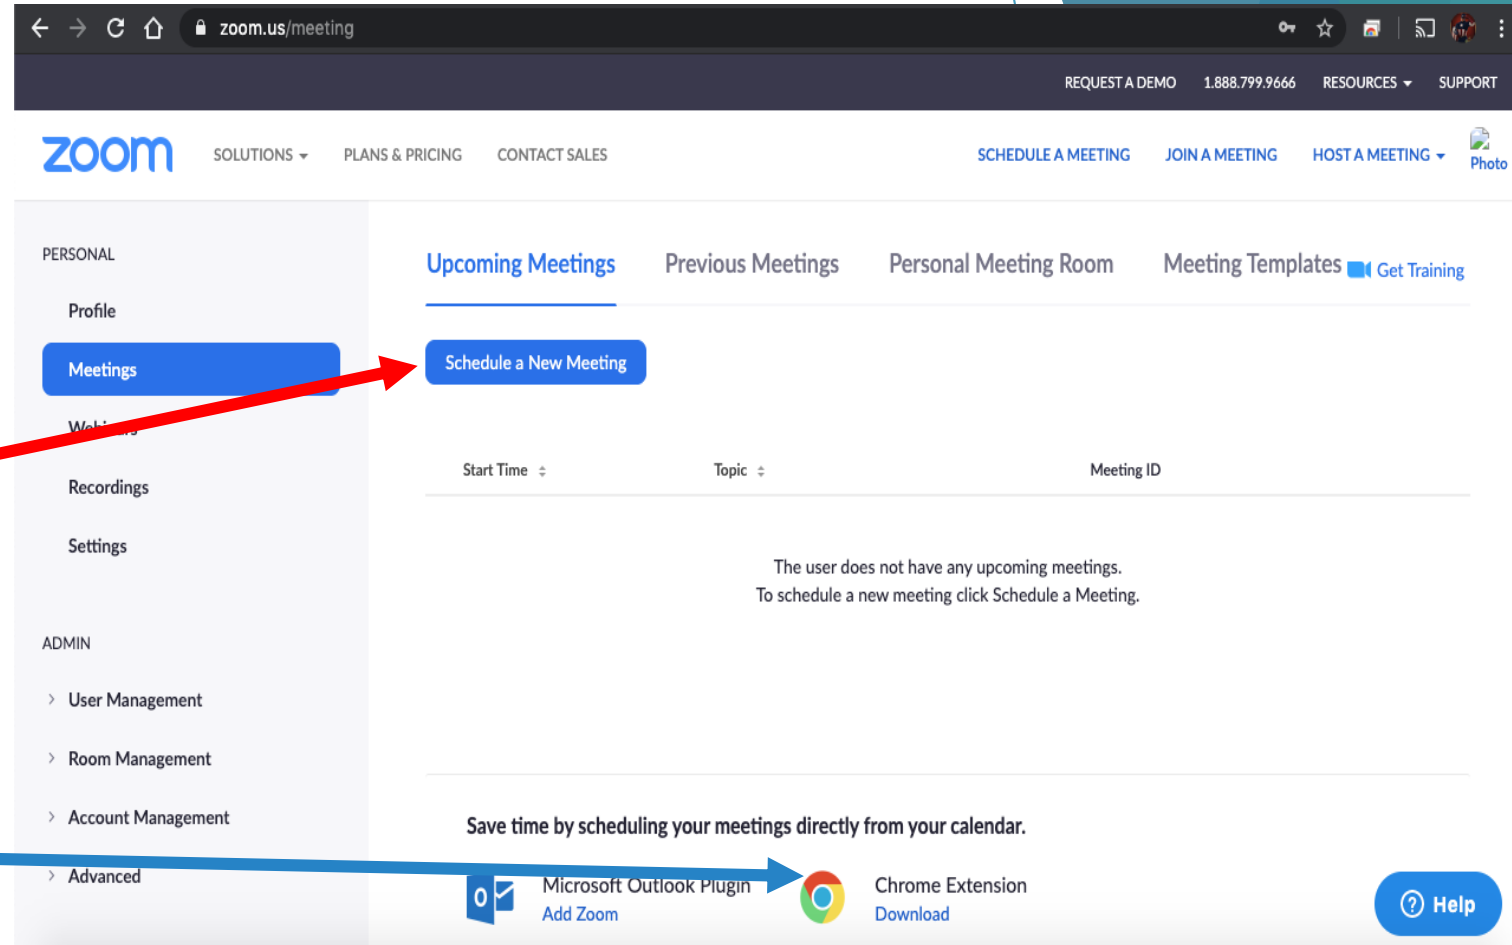 zoom.us/meeting
REQUEST A DEMO 1.888.799.9666 RESOURCES SUPPORT
zoom SOLUTIONS PLANS & PRICING CONTACT SALES SCHEDULE A MEETING JOIN A MEETING HOST A MEETING Photo
PERSONAL
Profile
Meetings
Webinars
Recordings
Settings
ADMIN
User Management
Room Management
Account Management
Advanced
Upcoming Meetings Previous Meetings Personal Meeting Room Meeting Templates Get Training
Schedule a New Meeting
Start Time Topic Meeting ID
The user does not have any upcoming meetings.
To schedule a new meeting click Schedule a Meeting.
Save time by scheduling your meetings directly from your calendar.
Microsoft Outlook Plugin
Add Zoom
Chrome Extension
Download
Help